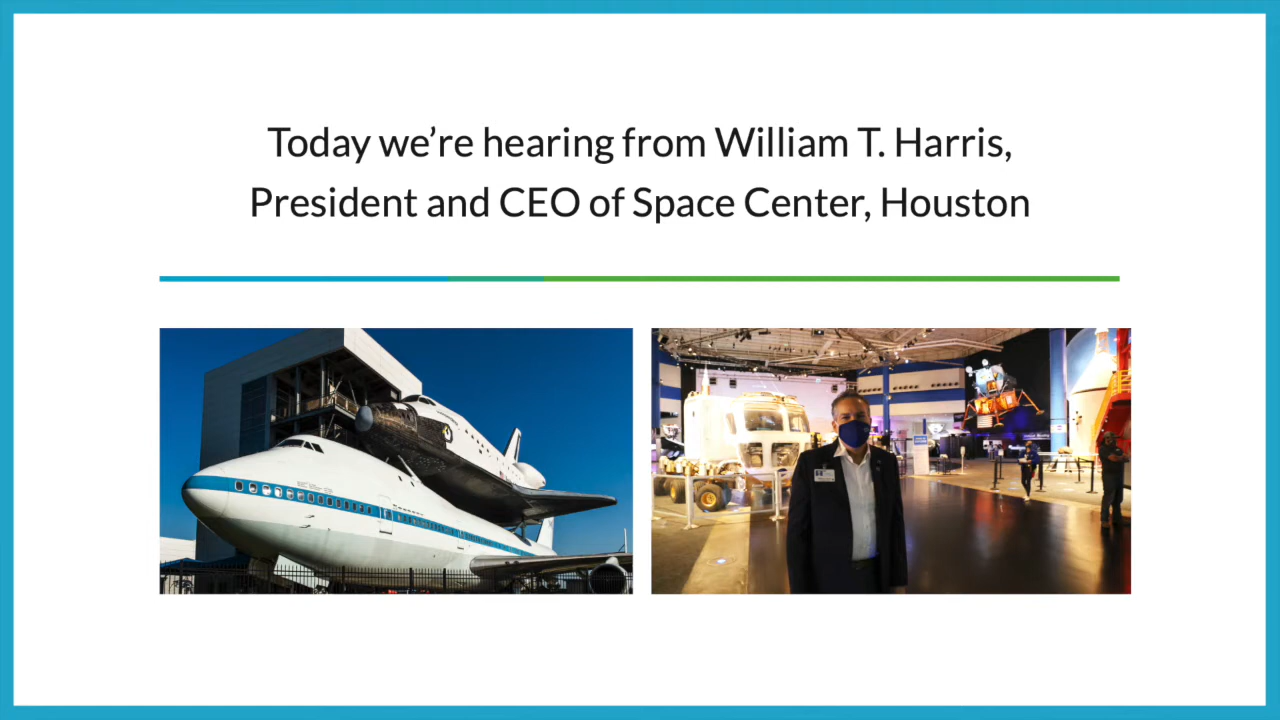 Today we’re hearing from William T. Harris,
President and CEO of Space Center, Houston